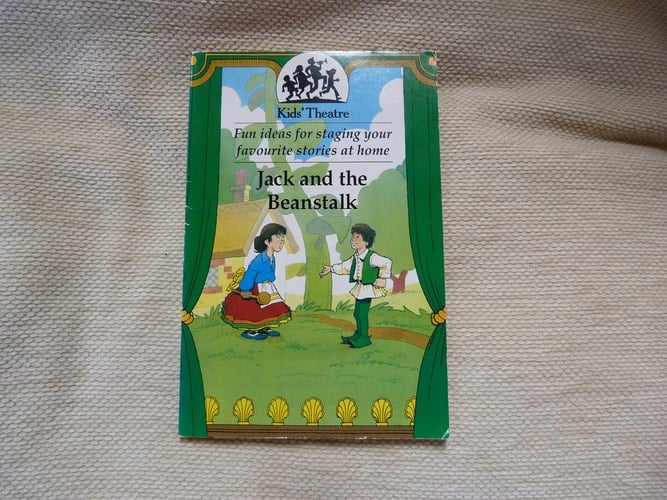 Kids' Theatre
Fun ideas for staging your
favourite stories at home
Jack and the
Beanstalk